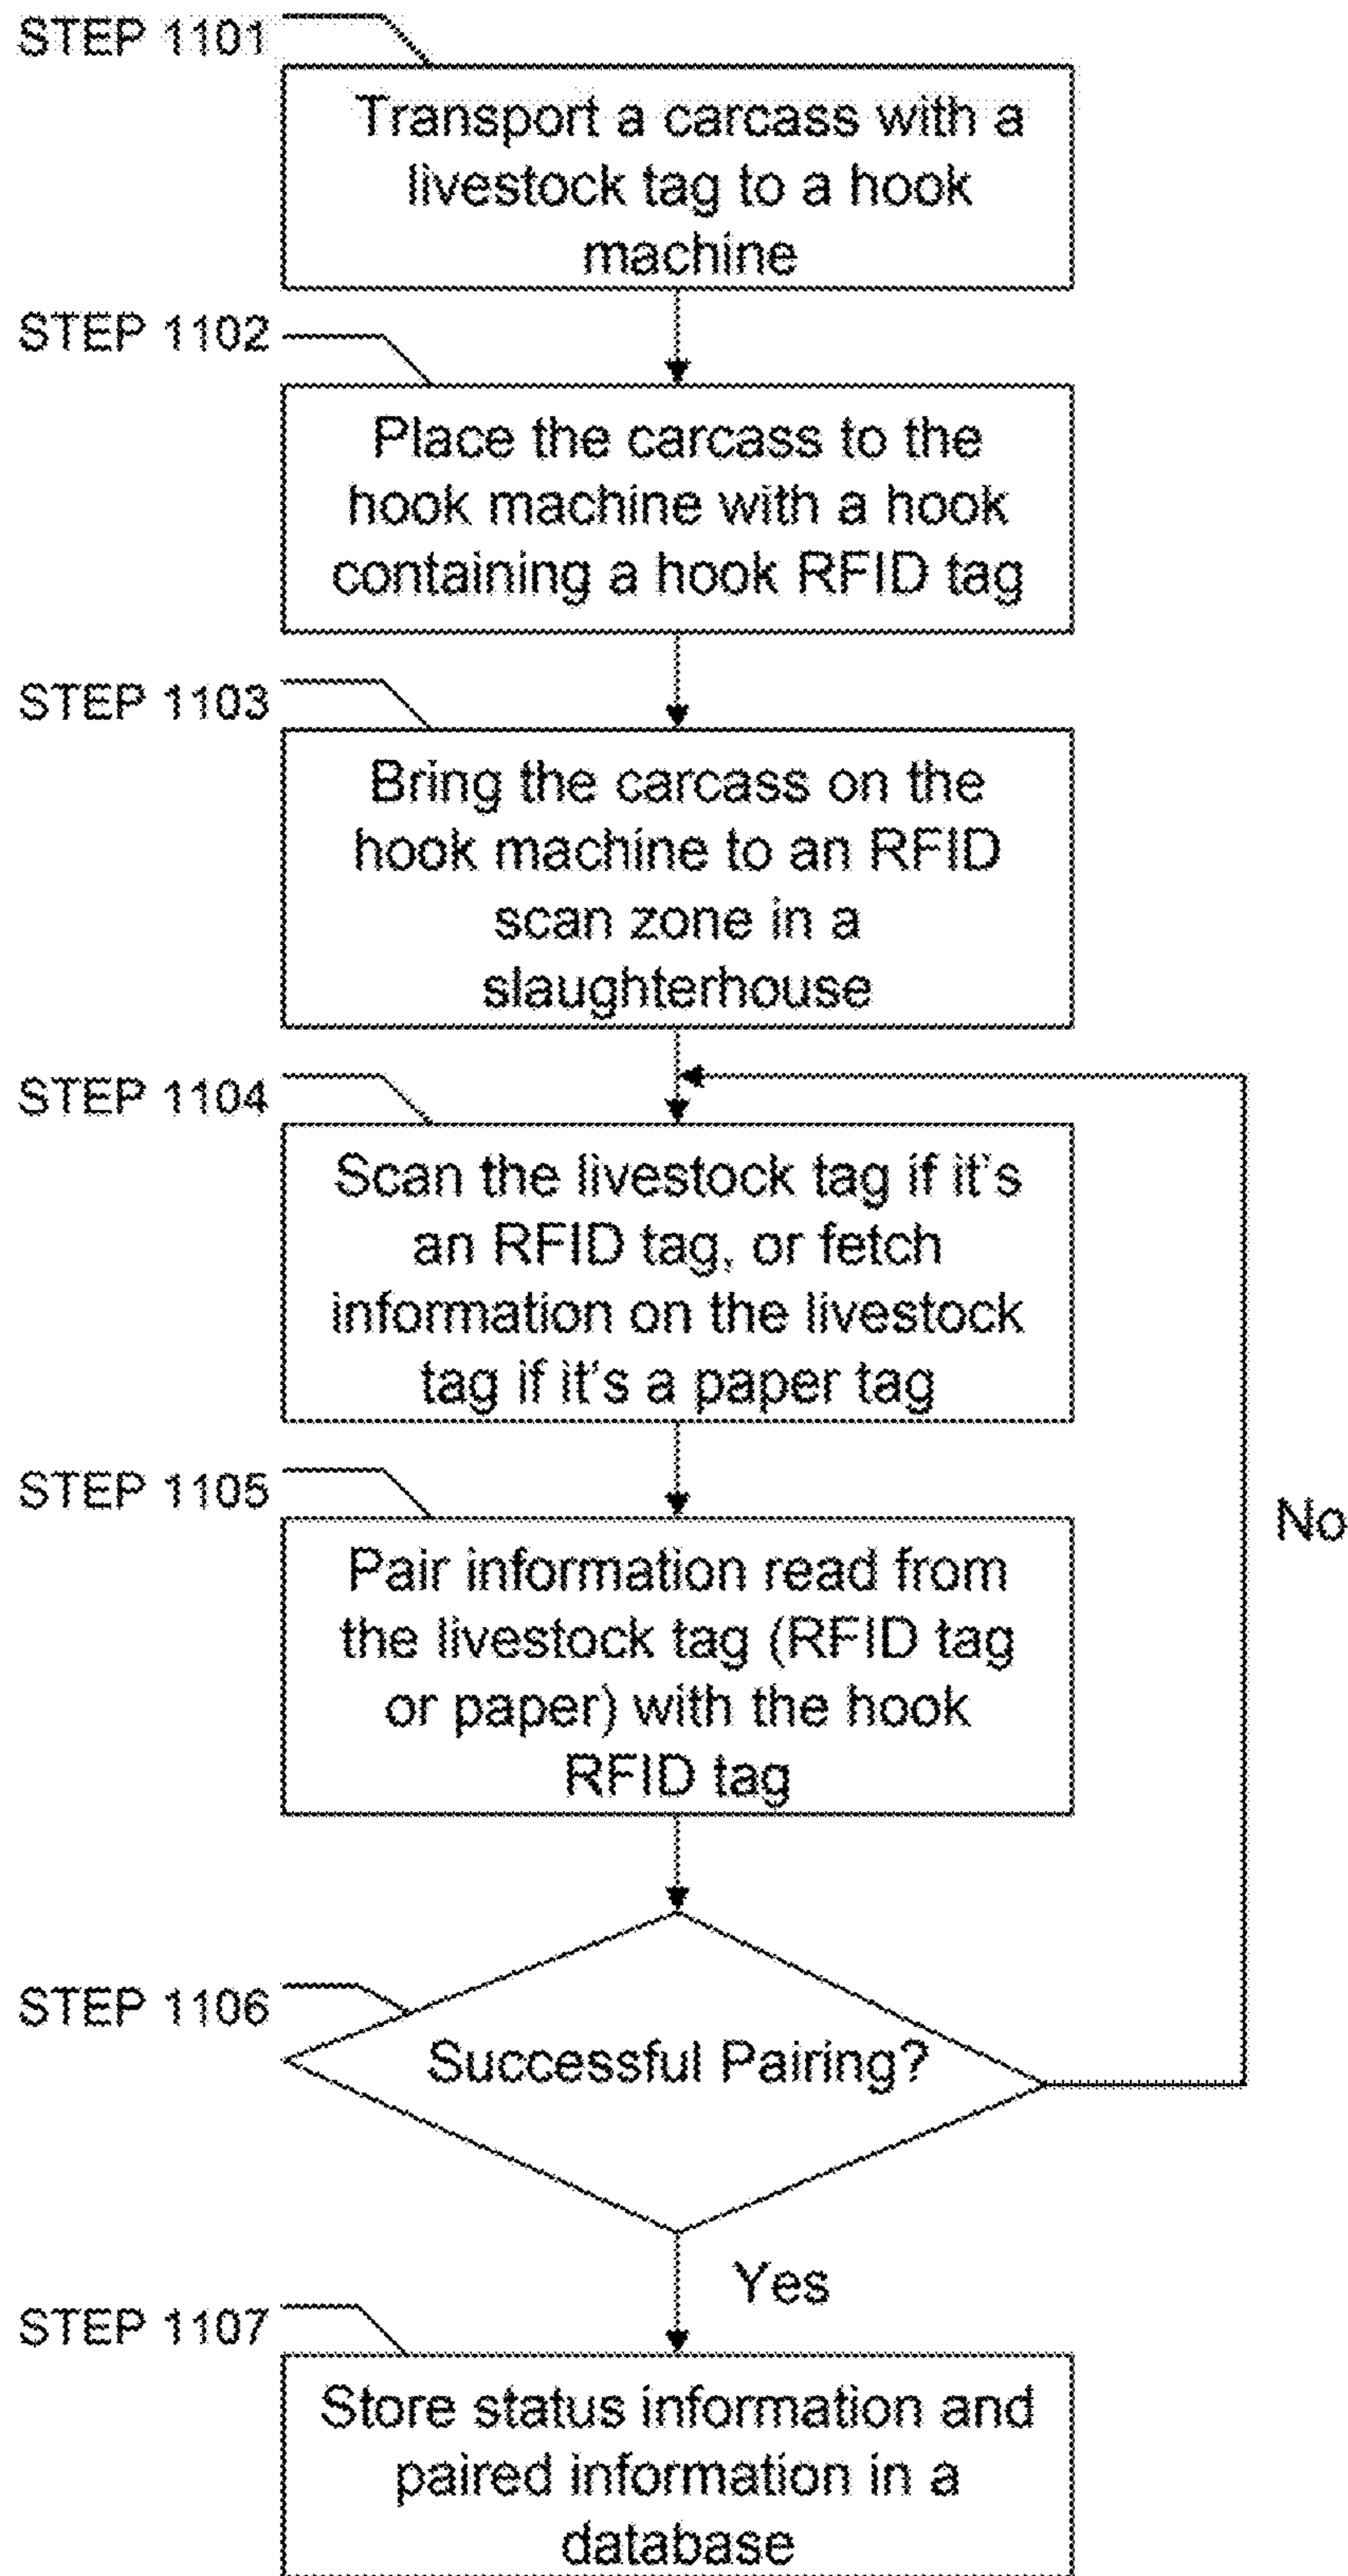 STEP 1101
Transport a carcass with a
livestock tag to a hook
machine
STEP 1102
Place the carcass to the
hook machine with a hook
containing a hook RFID tag
STEP 1103
Bring the carcass on the
hook machine to an RFID
scan zone in a
slaughterhouse
STEP 1104
Scan the livestock tag if it's
an RFID tag, or fetch
information on the livestock
tag if it's a paper tag
STEP 1105
No
Pair information read from
the livestock tag (RFID tag
or paper) with the hook
RFID tag
STEP 1106
Successful Pairing?
Yes
STEP 1107
Store status information and
paired information in a
database